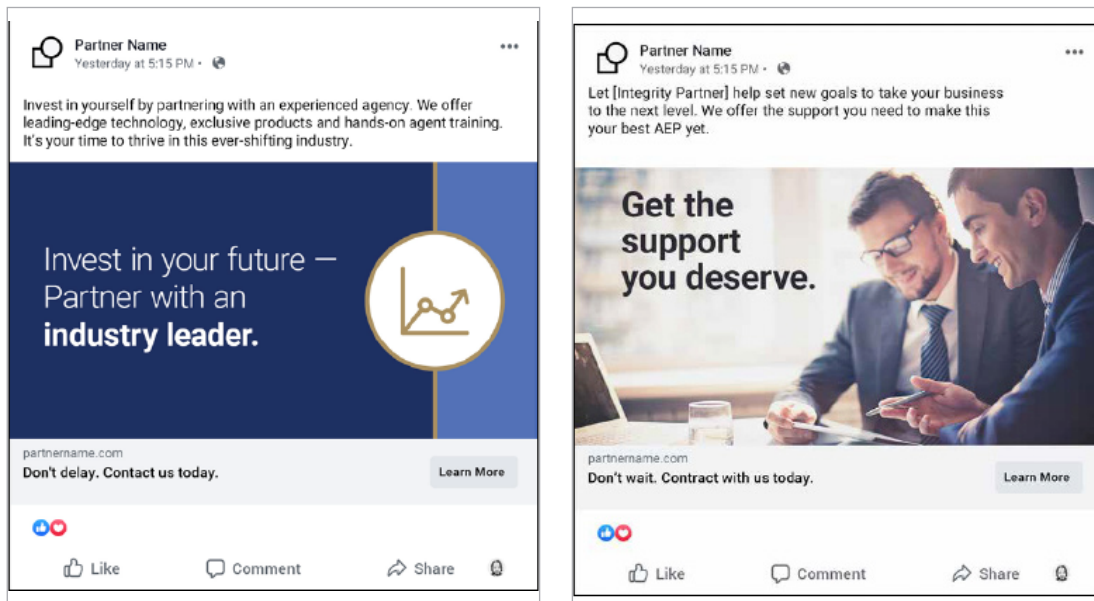 Partner Name
Yesterday at 5:15 PM ·
Invest in yourself by partnering with an experienced agency. We offer
leading-edge technology, exclusive products and hands-on agent training.
It's your time to thrive in this ever-shifting industry.
Invest in your future —
Partner with an
industry leader.
partnername.com
Don't delay. Contact us today.
Learn More
Like
Comment
Share
Partner Name
Yesterday at 5:15 PM ·
Let [Integrity Partner] help set new goals to take your business
to the next level. We offer the support you need to make this
your best AEP yet.
Get the
support
you deserve.
partnername.com
Don't wait. Contract with us today.
Learn More
Like
Comment
Share